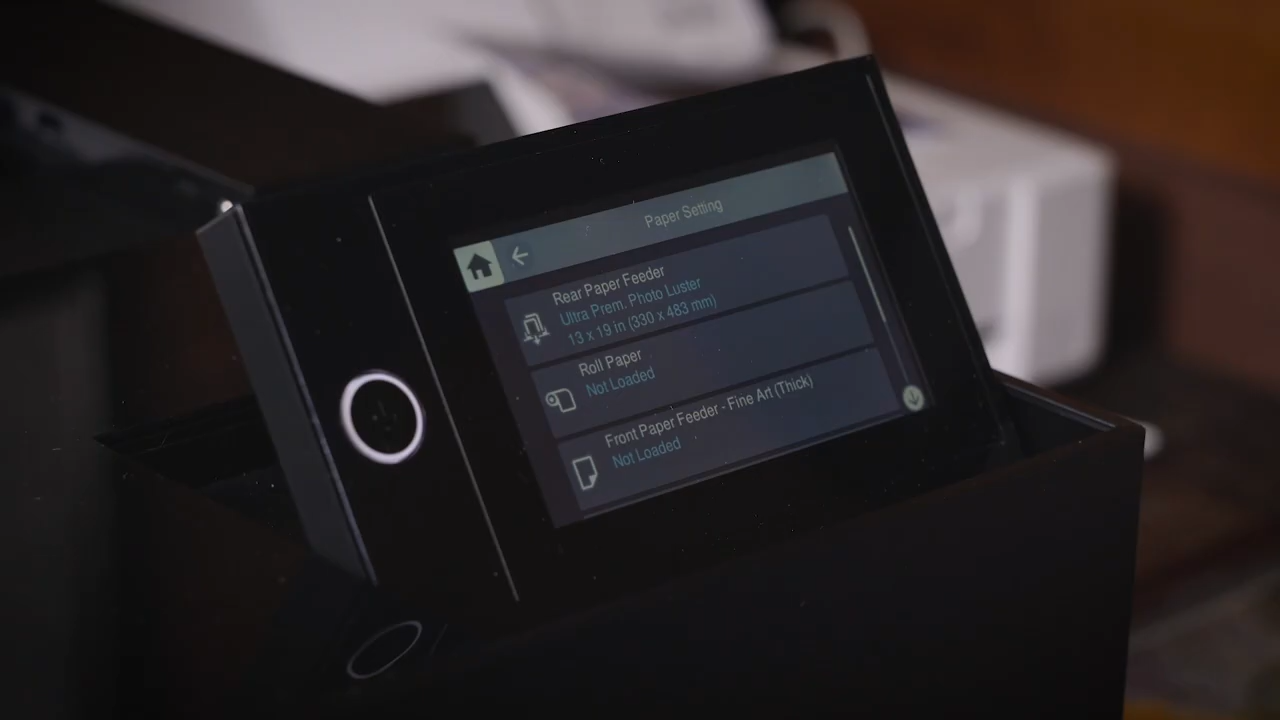 Paper Setting
Rear Paper Feeder
Ultra Prem. Photo Luster
13 x 19 in (330 x 483 mm)
Roll Paper
Not Loaded
Front Paper Feeder - Fine Art (Thick)
Not Loaded